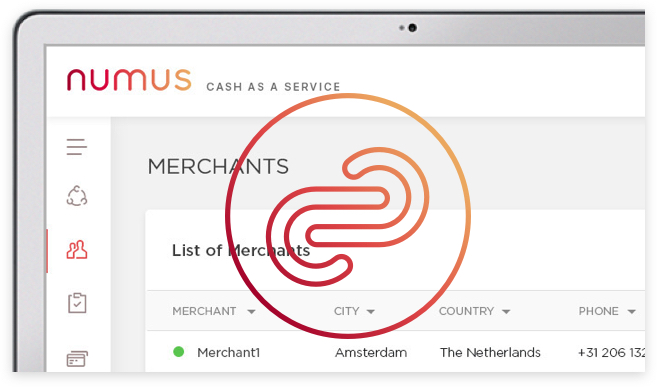 numus CASH AS A SERVICE
MERCHANTS
List of Merchants
MERCHANT CITY COUNTRY PHONE
Merchant1 Amsterdam The Netherlands +31 206 132